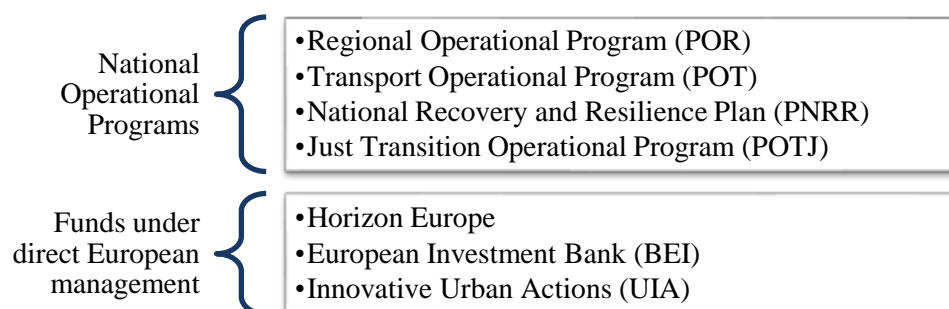 National
Operational
Programs
•Regional Operational Program (POR)
•Transport Operational Program (POT)
•National Recovery and Resilience Plan (PNRR)
•Just Transition Operational Program (POTJ)
Funds under
direct European
management
•Horizon Europe
•European Investment Bank (BEI)
•Innovative Urban Actions (UIA)